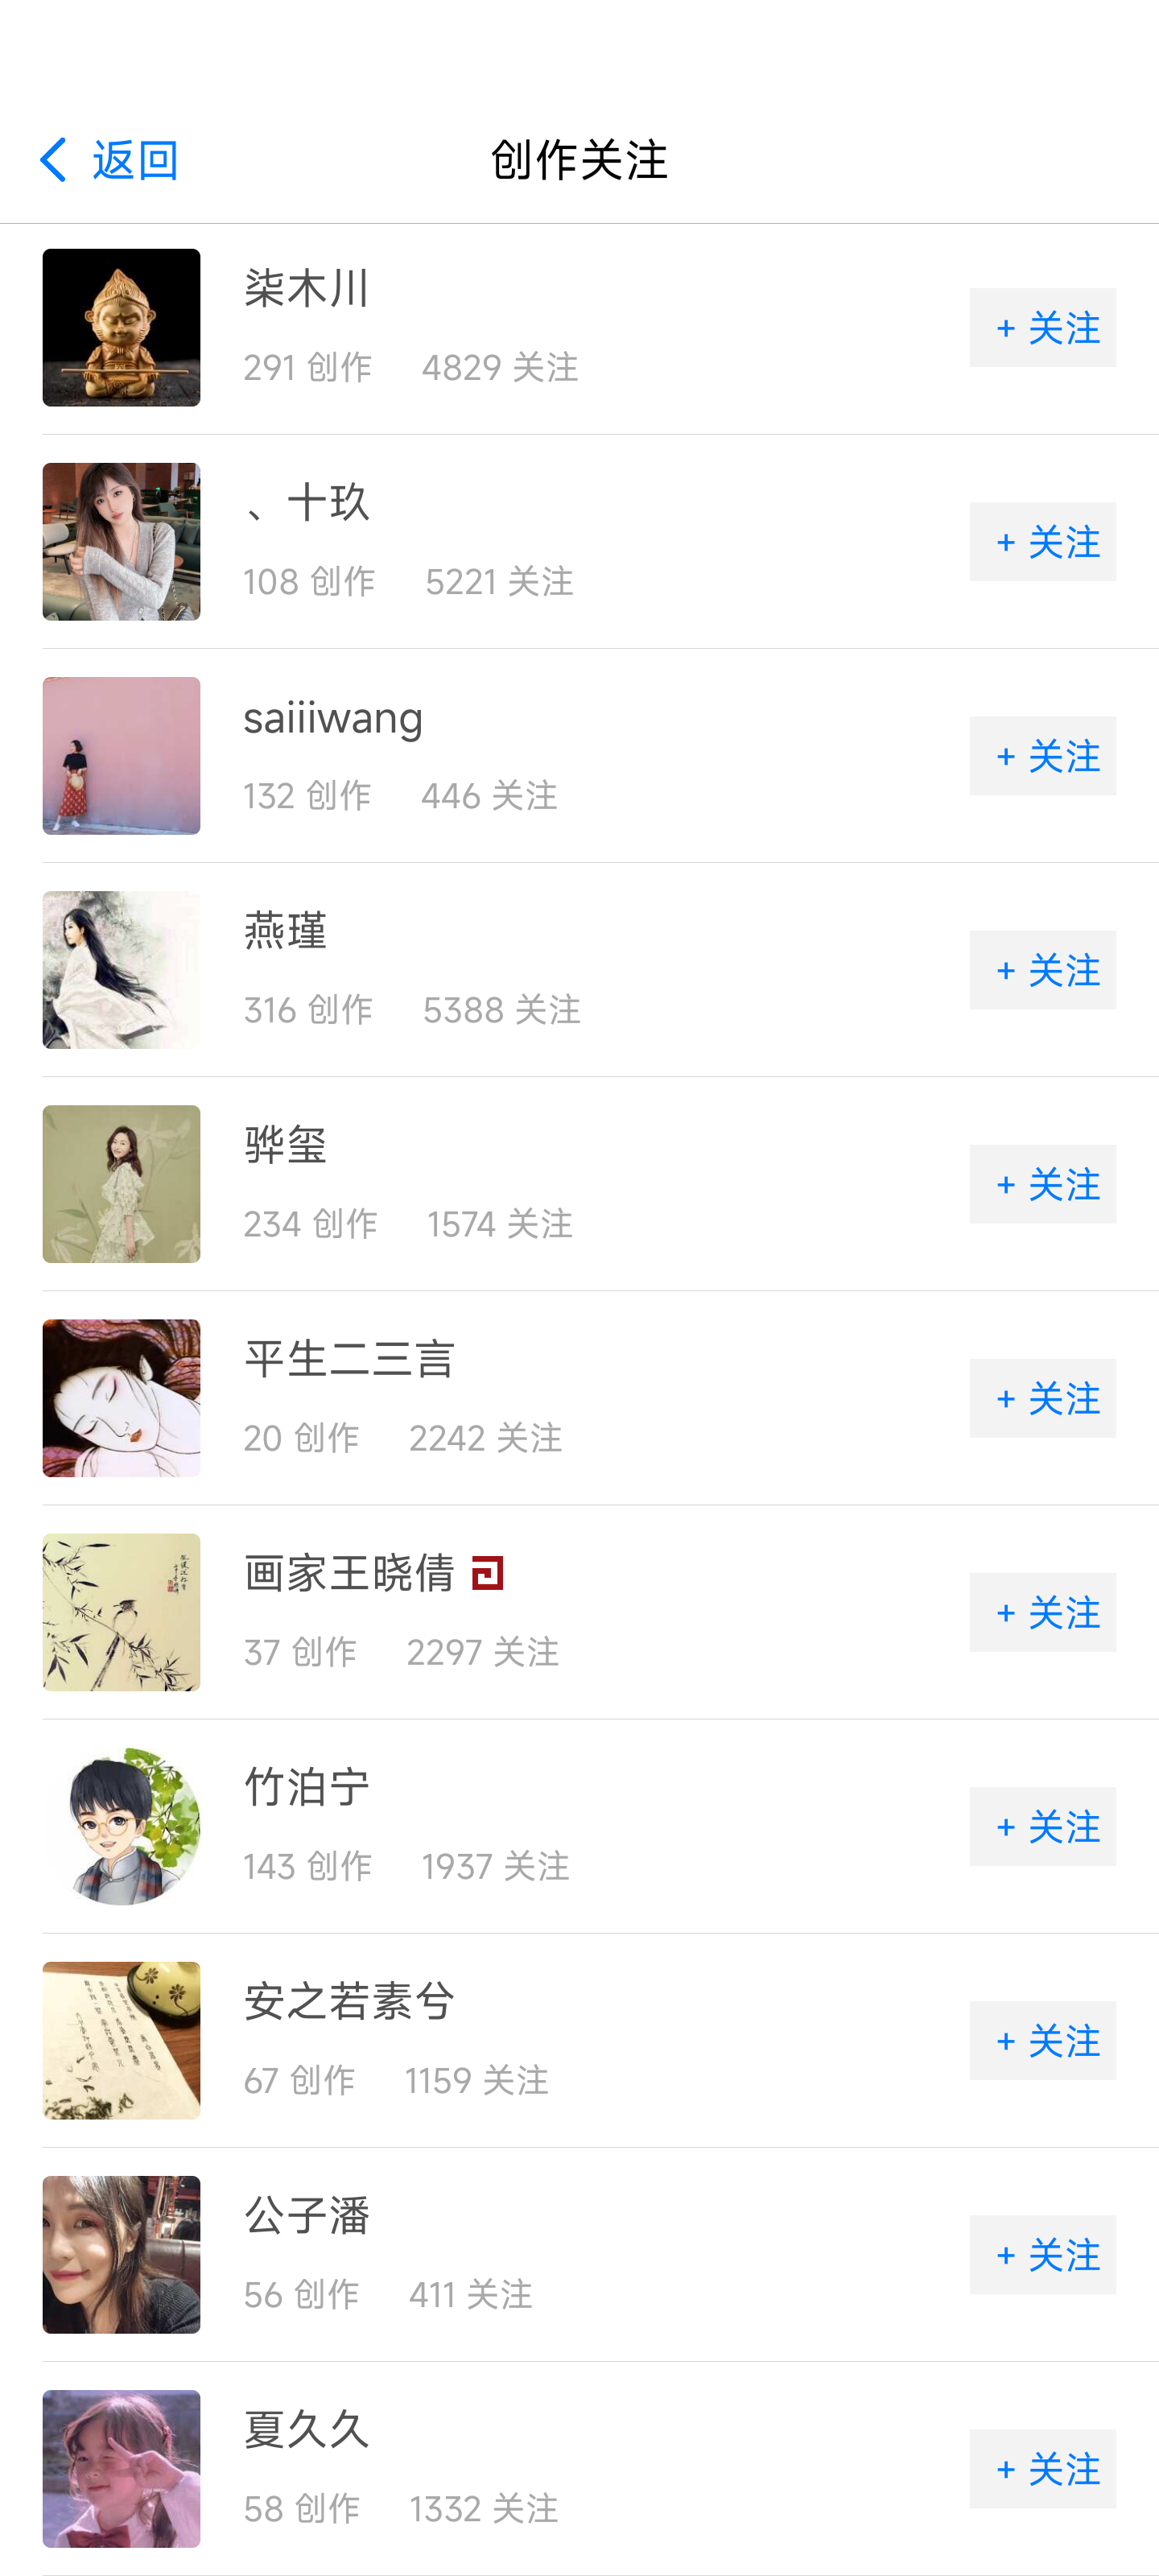 返回
创作关注
柒木川
291 创作 4829 关注
+ 关注
、十玖
108 创作 5221 关注
+ 关注
saiiiwang
132 创作 446 关注
+ 关注
燕瑾
316 创作 5388 关注
+ 关注
骅玺
234 创作 1574 关注
+ 关注
平生二三言
20 创作 2242 关注
+ 关注
画家王晓倩
37 创作 2297 关注
+ 关注
竹泊宁
143 创作 1937 关注
+ 关注
安之若素兮
67 创作 1159 关注
+ 关注
公子潘
56 创作 411 关注
+ 关注
夏久久
58 创作 1332 关注
+ 关注